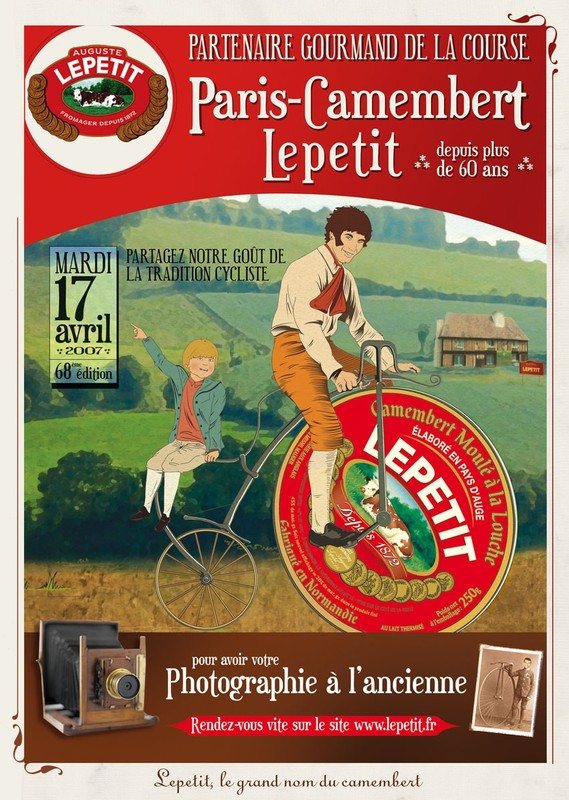 AUGUSTE
LEPETIT
FROMAGER DEPUIS 1872
PARTENAIRE GOURMAND DE LA COURSE
Paris-Camembert
Lepetit
depuis plus
de 60 ans
MARDI
17
avril
2007
68ème édition
PARTAGEZ NOTRE GOÛT DE
LA TRADITION CYCLISTE
LEPETIT
Camembert Moulé à la Louche
ÉLABORÉ EN PAYS D'AUGE
LEPETIT
Depuis 1872
Fabriqué en Normandie
AU LAIT THERMISÉ
Poids net
à l'emballage: 250g
pour avoir votre
Photographie à l'ancienne
Rendez-vous vite sur le site www.lepetit.fr
Lepetit, le grand nom du camembert